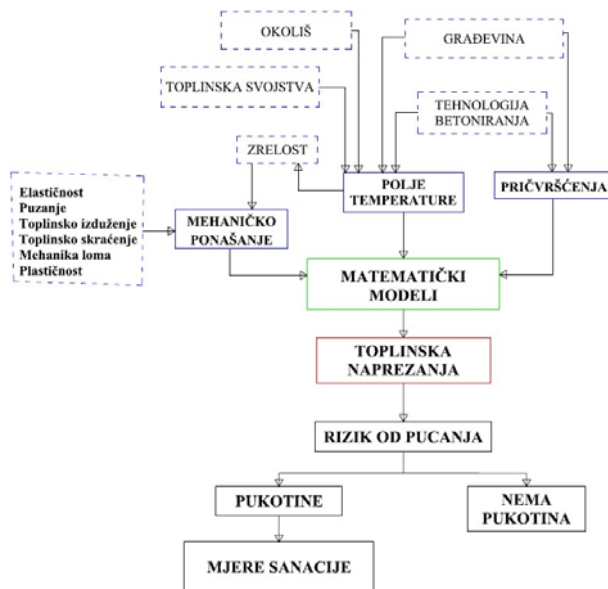 OKOLIŠ
GRAĐEVINA
TOPLINSKA SVOJSTVA
TEHNOLOGIJA
BETONIRANJA
ZRELOST
Elastičnost
Puzanje
Toplinsko izduženje
Toplinsko skraćenje
Mehanika loma
Plastičnost
MEHANIČKO
PONAŠANJE
POLJE
TEMPERATURE
PRIČVRŠĆENJA
MATEMATIČKI
MODELI
TOPLINSKA
NAPREZANJA
RIZIK OD PUCANJA
PUKOTINE
NEMA
PUKOTINA
MJERE SANACIJE